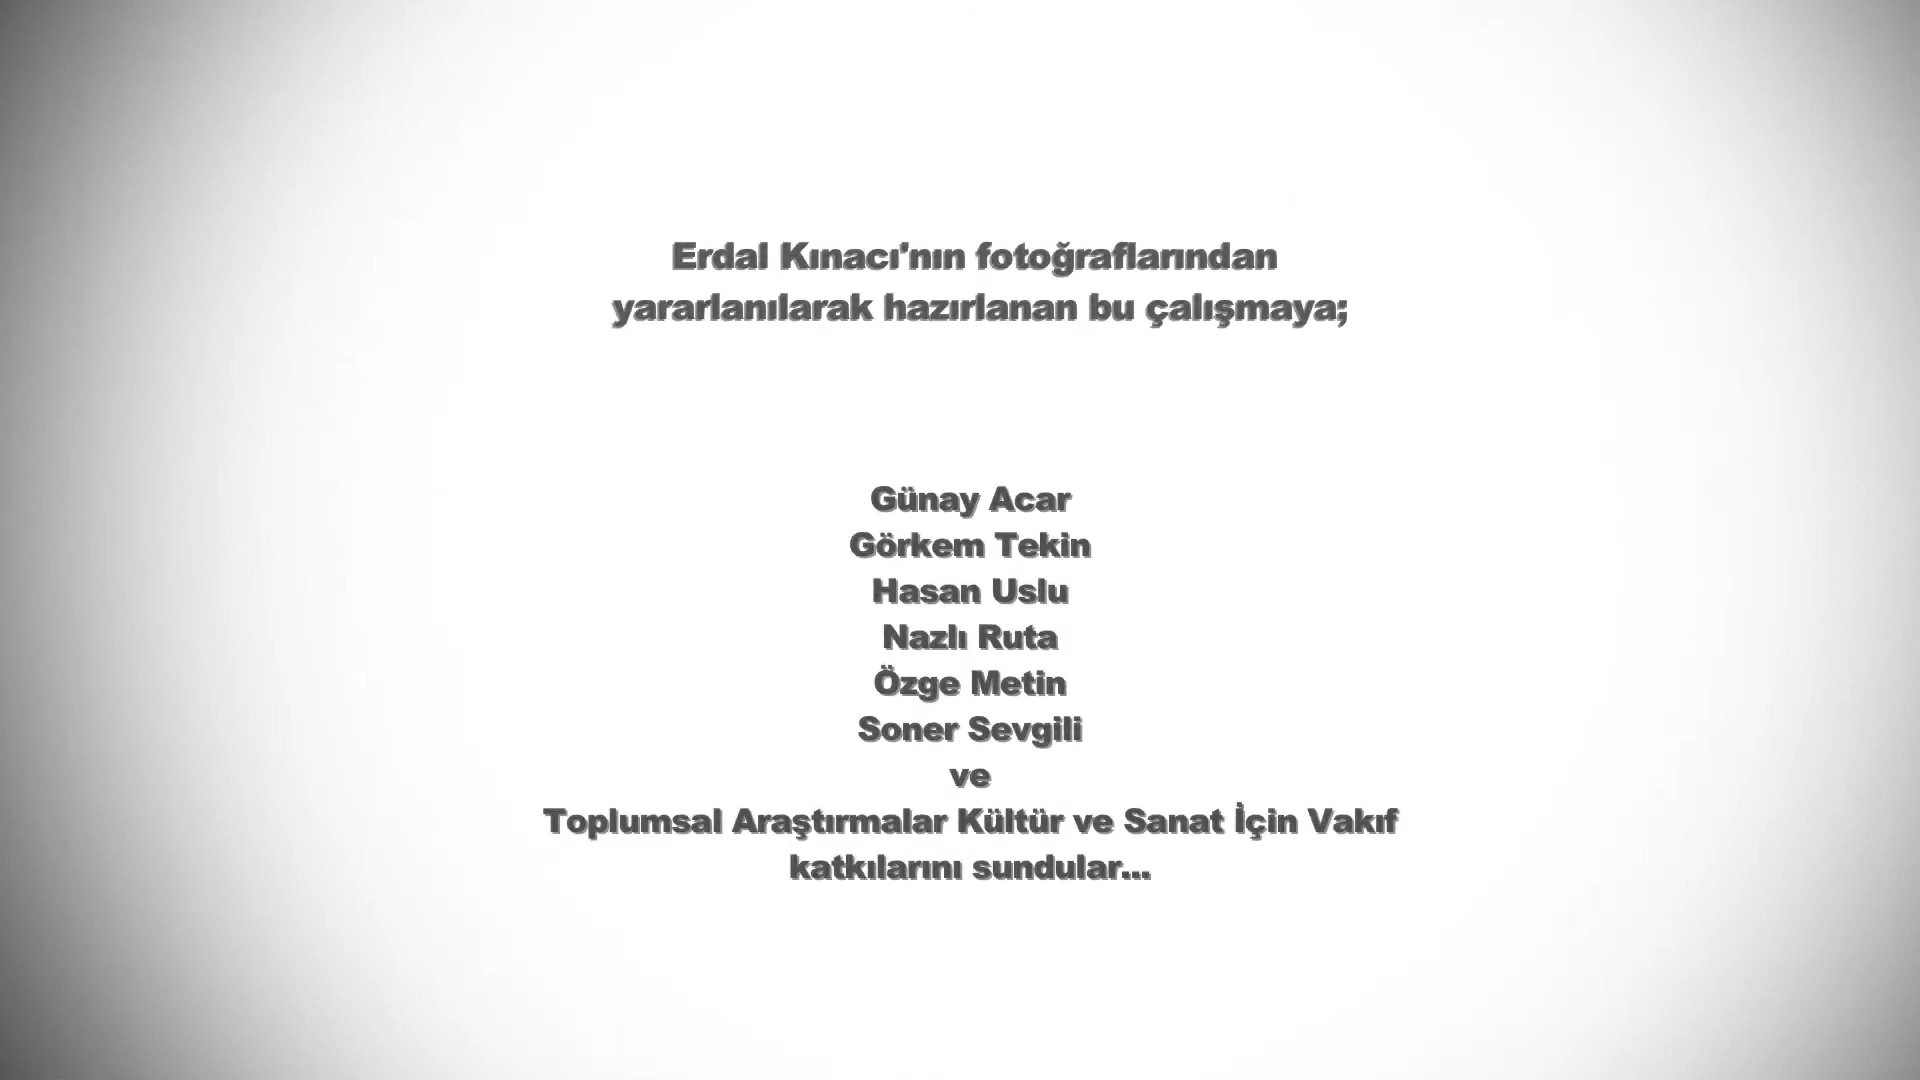 Erdal Kınacı'nın fotoğraflarından
yararlanılarak hazırlanan bu çalışmaya;
Günay Acar
Görkem Tekin
Hasan Uslu
Nazlı Ruta
Özge Metin
Soner Sevgili
ve
Toplumsal Araştırmalar Kültür ve Sanat İçin Vakıf
katkılarını sundular...